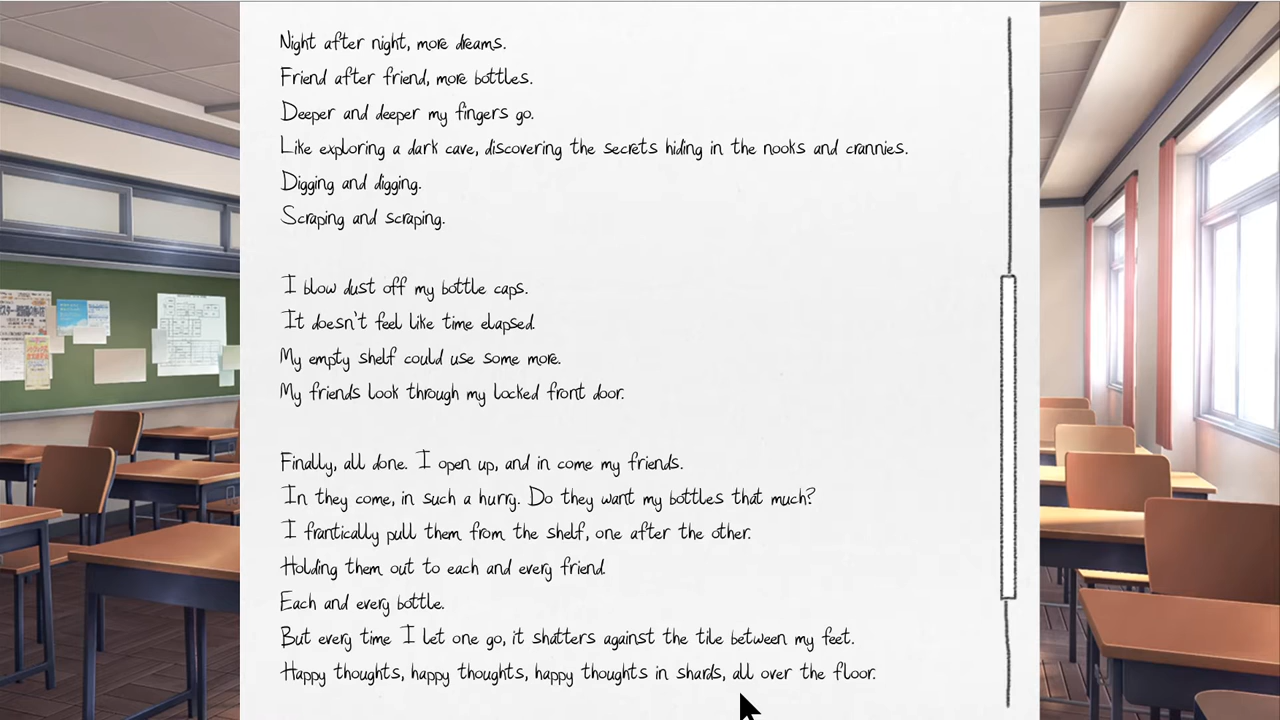 Night after night, more dreams.
Friend after friend, more bottles.
Deeper and deeper my fingers go.
Like exploring a dark cave, discovering the secrets hiding in the nooks and crannies.
Digging and digging.
Scraping and scraping.
I blow dust off my bottle caps.
It doesn't feel like time elapsed.
My empty shelf could use some more.
My friends look through my locked front door.
Finally, all done. I open up, and in come my friends.
In they come, in such a hurry. Do they want my bottles that much?
I frantically pull them from the shelf, one after the other.
Holding them out to each and every friend.
Each and every bottle.
But every time I let one go, it shatters against the tile between my feet.
Happy thoughts, happy thoughts, happy thoughts in shards, all over the floor.